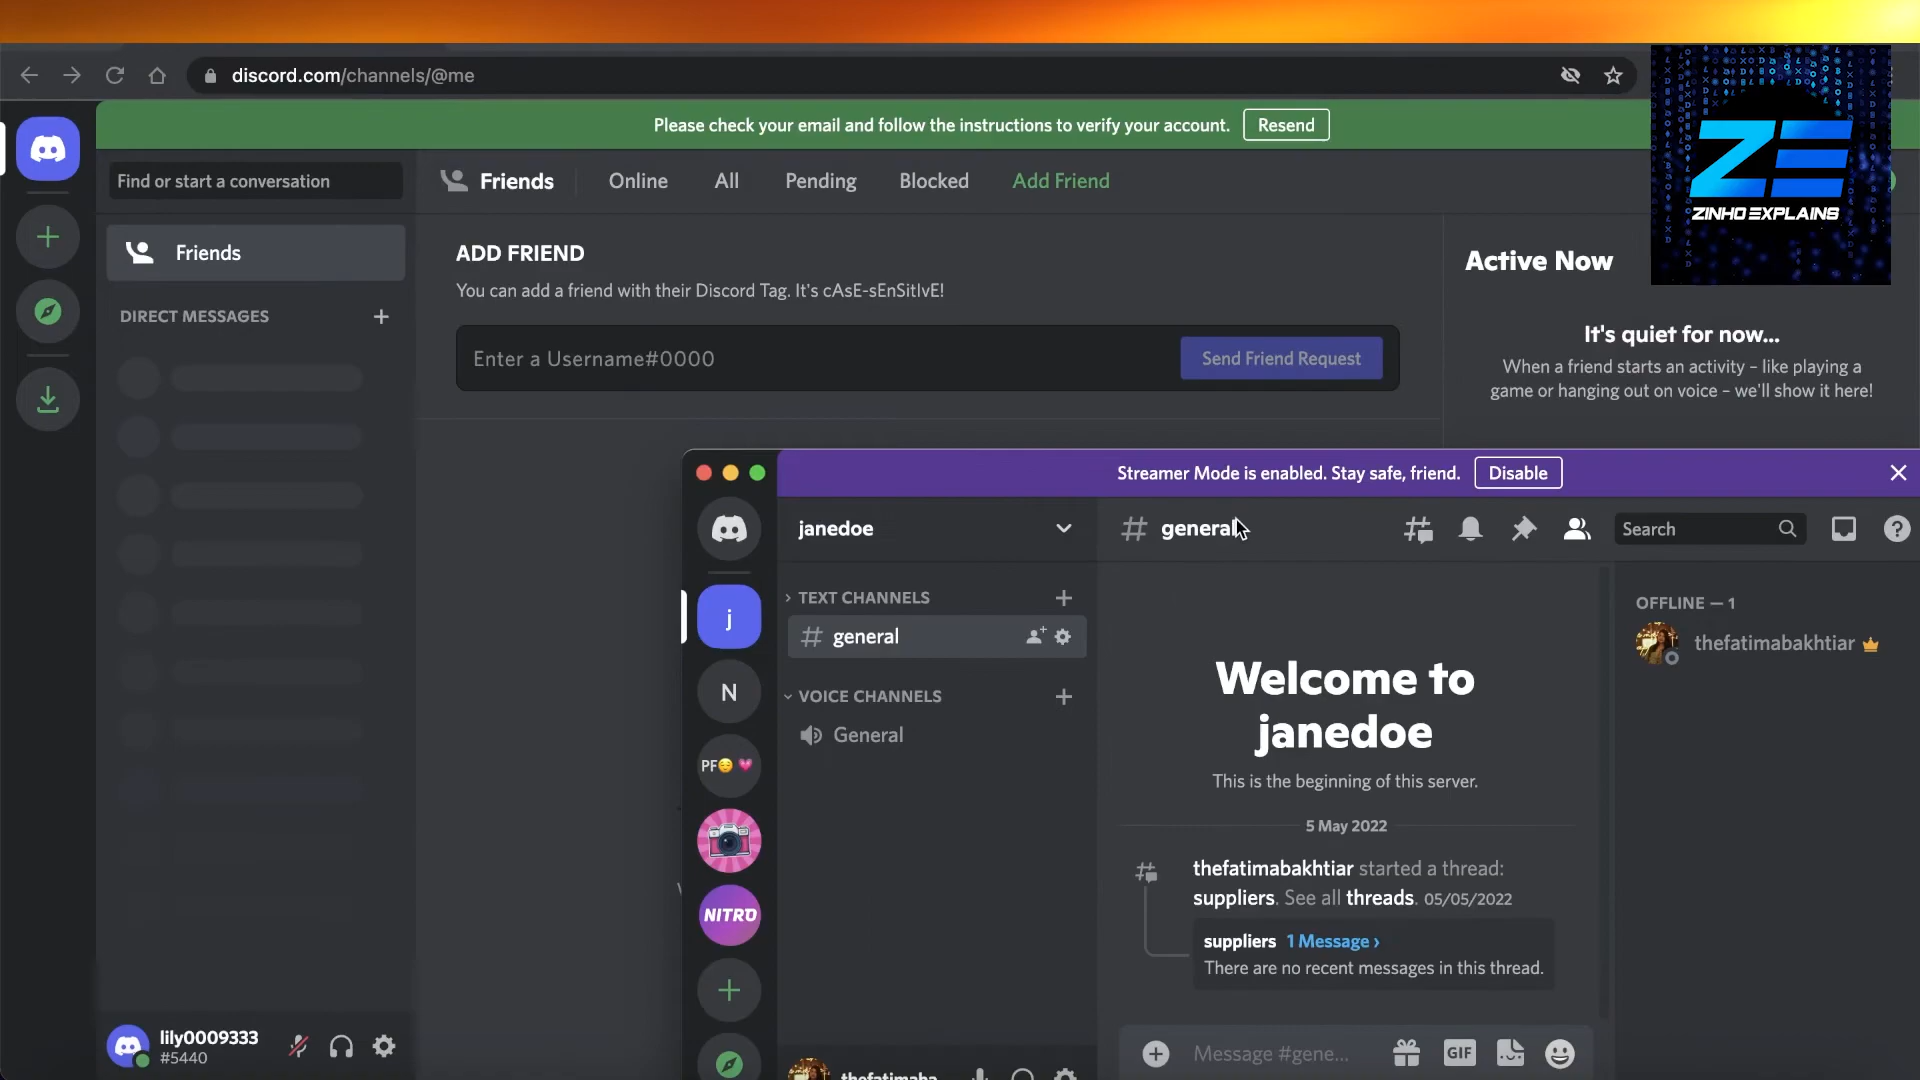 discord.com/channels/@me
Please check your email and follow the instructions to verify your account. Resend
ZE
ZINHO EXPLAINS
Find or start a conversation
Friends Online All Pending Blocked Add Friend
Friends
DIRECT MESSAGES
ADD FRIEND
You can add a friend with their Discord Tag. It's cAsE-sEnSitIvE!
Enter a Username#0000
Send Friend Request
Active Now
It's quiet for now...
When a friend starts an activity – like playing a
game or hanging out on voice – we'll show it here!
Streamer Mode is enabled. Stay safe, friend. Disable
janedoe
general
Search
TEXT CHANNELS
general
VOICE CHANNELS
General
j
N
PF
NITRO
Welcome to
janedoe
This is the beginning of this server.
5 May 2022
thefatimabakhtiar started a thread:
suppliers. See all threads. 05/05/2022
suppliers 1 Message ›
There are no recent messages in this thread.
OFFLINE — 1
thefatimabakhtiar
Message #gene...
GIF
lily0009333
#5440
thefatimaba...